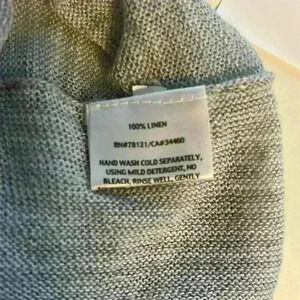 100% LINEN
RN#78121/CA#34460
HAND WASH COLD SEPARATELY,
USING MILD DETERGENT, NO
BLEACH, RINSE WELL, GENTLY